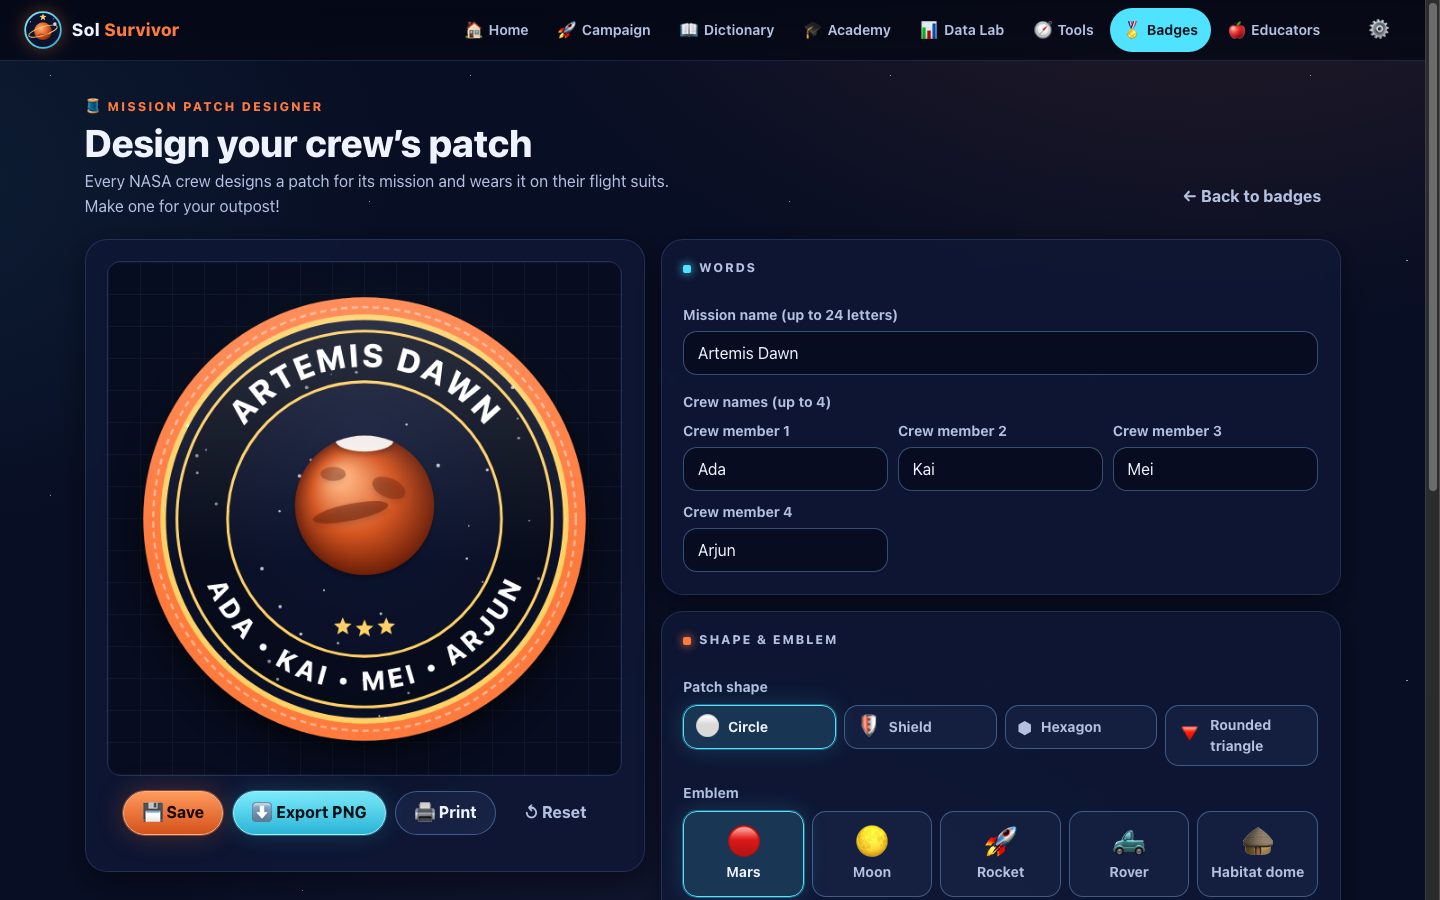 Sol Survivor
Home
Campaign
Dictionary
Academy
Data Lab
Tools
Badges
Educators
MISSION PATCH DESIGNER
Design your crew’s patch
Every NASA crew designs a patch for its mission and wears it on their flight suits.
Make one for your outpost!
← Back to badges
ARTEMIS DAWN
ADA • KAI • MEI • ARJUN
Save
Export PNG
Print
↺ Reset
WORDS
Mission name (up to 24 letters)
Artemis Dawn
Crew names (up to 4)
Crew member 1
Crew member 2
Crew member 3
Ada
Kai
Mei
Crew member 4
Arjun
SHAPE & EMBLEM
Patch shape
Circle
Shield
Hexagon
Rounded
triangle
Emblem
Mars
Moon
Rocket
Rover
Habitat dome